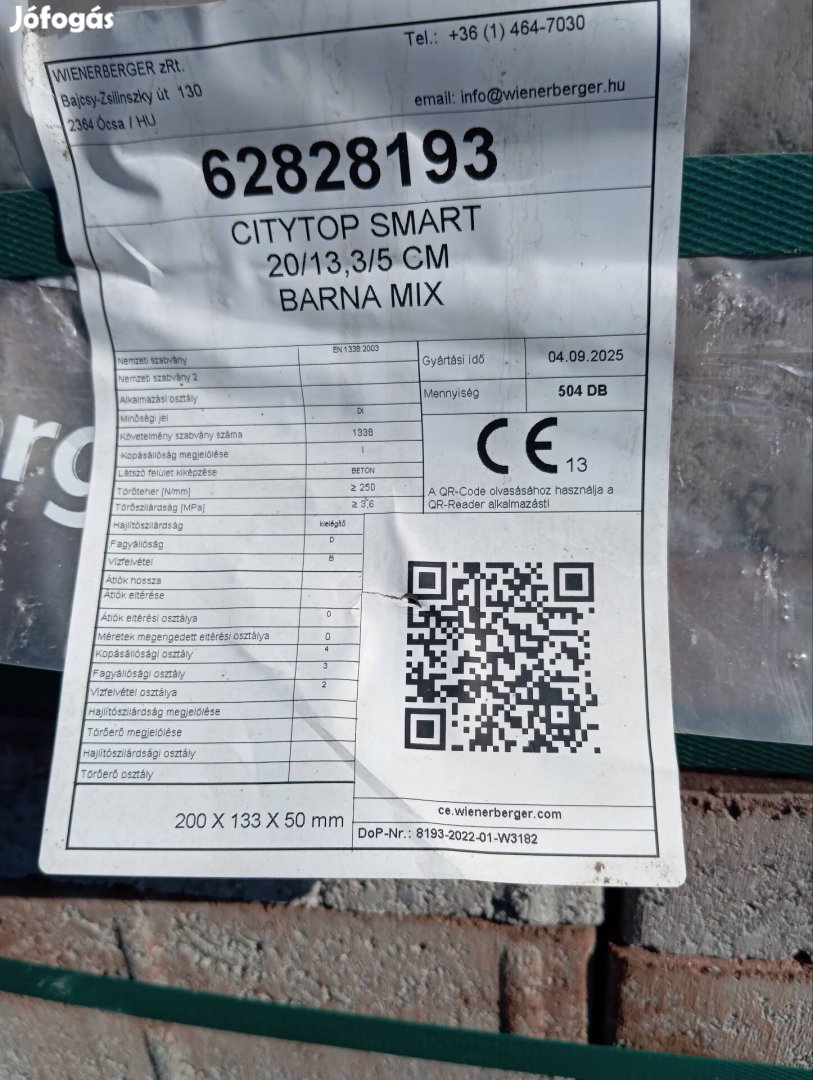 Jófogás
WIENERBERGER zRt.
Bajcsy-Zsilinszky út 130
2364 Ócsa / HU
Tel.: +36 (1) 464-7030
email: info@wienerberger.hu
62828193
CITYTOP SMART
20/13,3/5 CM
BARNA MIX
Nemzeti szabvány EN 1338:2003
Nemzeti szabvány 2
Alkalmazási osztály
Minőségi jel DI
Követelmény szabvány száma 1338
Kopásállóság megjelölése I
Látszó felület kiképzése BETON
Törőteher [N/mm] ≥ 250
Törőszilárdság [MPa] ≥ 3,6
Hajlítószilárdság kielégítő
Fagyállóság D
Vízfelvétel B
Átlók hossza
Átlók eltérése
Átlók eltérési osztálya 0
Méretek megengedett eltérési osztálya 0
Kopásállósági osztály 4
Fagyállósági osztály 3
Vízfelvétel osztálya 2
Hajlítószilárdság megjelölése
Törőerő megjelölése
Hajlítószilárdsági osztály
Törőerő osztály
200 X 133 X 50 mm
Gyártási idő 04.09.2025
Mennyiség 504 DB
CE 13
A QR-Code olvasásához használja a
QR-Reader alkalmazásti
ce.wienerberger.com
DoP-Nr.: 8193-2022-01-W3182
erg